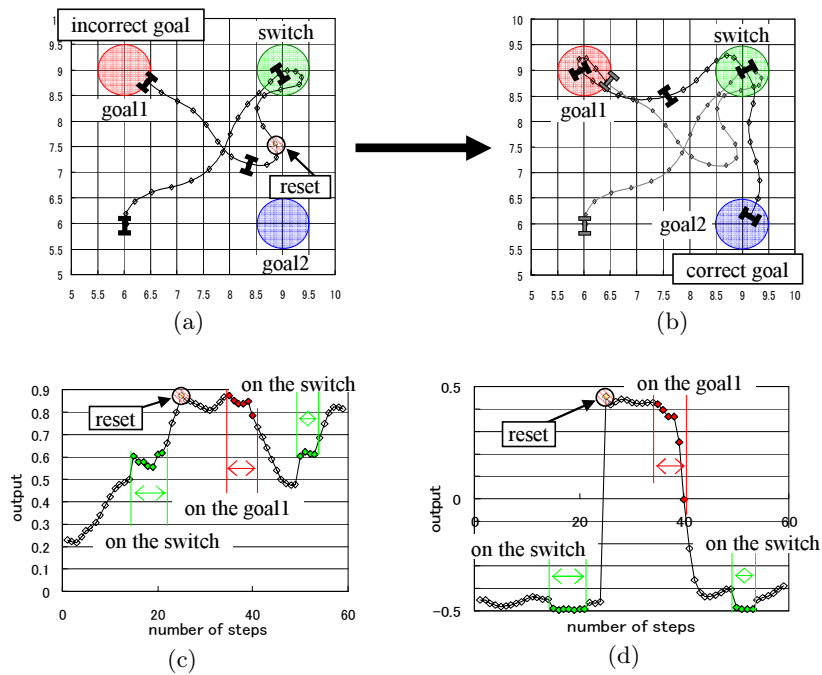 incorrect goal
switch
goal1
reset
goal2
10
9.5
9
8.5
8
7.5
7
6.5
6
5.5
5
5 5.5 6 6.5 7 7.5 8 8.5 9 9.5 10
(a)
switch
goal1
goal2
correct goal
10
9.5
9
8.5
8
7.5
7
6.5
6
5.5
5
5 5.5 6 6.5 7 7.5 8 8.5 9 9.5 10
(b)
on the switch
reset
on the goal1
on the switch
output
0.9
0.8
0.7
0.6
0.5
0.4
0.3
0.2
0.1
0
0 20 40 60
number of steps
(c)
on the goal1
reset
on the switch
on the switch
output
0.5
0
−0.5
0 20 40 60
number of steps
(d)